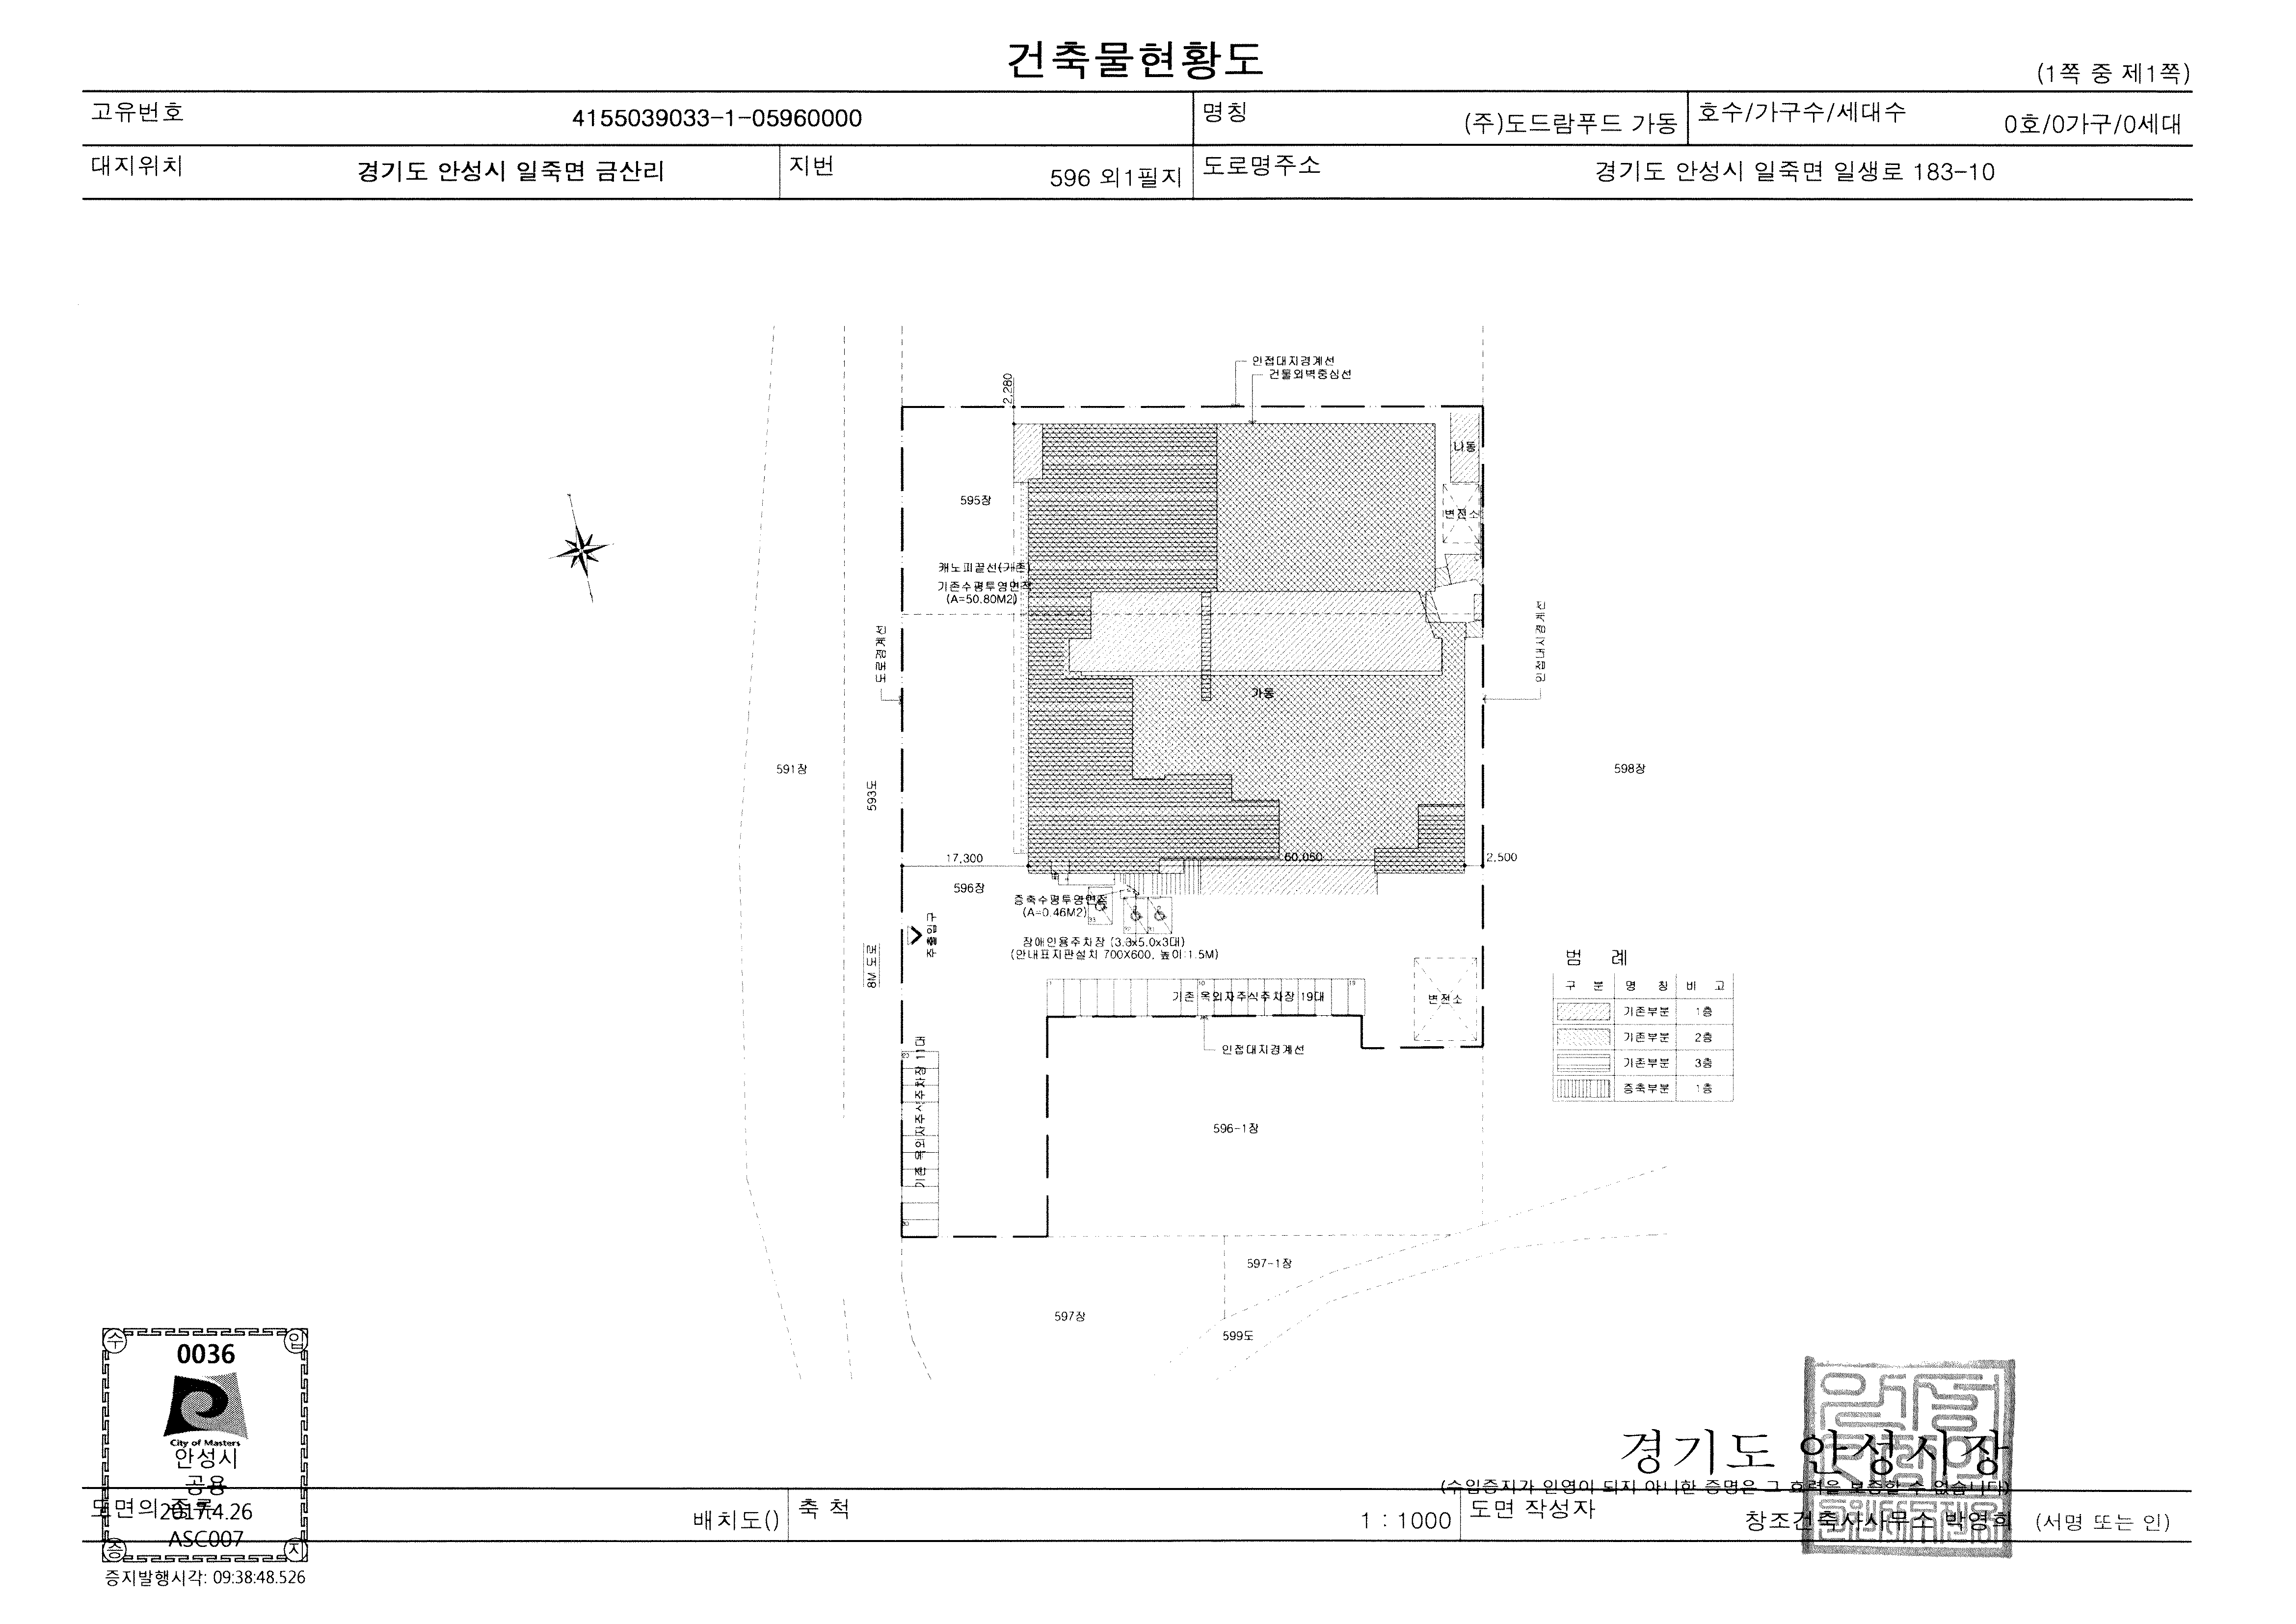 건축물현황도
(1쪽 중 제1쪽)
고유번호 4155039033-1-05960000 명칭 (주)도드람푸드 가동 호수/가구수/세대수 0호/0가구/0세대
대지위치 경기도 안성시 일죽면 금산리 지번 596 외1필지 도로명주소 경기도 안성시 일죽면 일생로 183-10
인접대지경계선
건물외벽중심선
2,280
나동
595장
변전소
캐노피끝선(기존)
기존수평투영면적
(A=50.80M2)
도로경계선
인접대지경계선
가동
591장
593도
598장
17,300
60,050
2,500
596장
증축수평투영면적
(A=0.46M2)
주출입구
장애인용주차장 (3.3x5.0x3대)
(안내표지판설치 700X600, 높이:1.5M)
8M 도로
기존 옥외자주식주차장 19대
변전소
인접대지경계선
기존 옥외자주식주차장 11대
범 례
구 분 명 칭 비 고
기존부분 1층
기존부분 2층
기존부분 3층
증축부분 1층
596-1장
597-1장
597장
599도
수 입
0036
City of Masters
안성시
공용
2017.4.26
ASC007
증 지
증지발행시각: 09:38:48.526
경기도 안성시장
(수입증지가 인영이 되지 아니한 증명은 그 효력을 보증할 수 없습니다)
도면의 종류 배치도() 축 척 1 : 1000 도면 작성자 창조건축사사무소 박영희 (서명 또는 인)